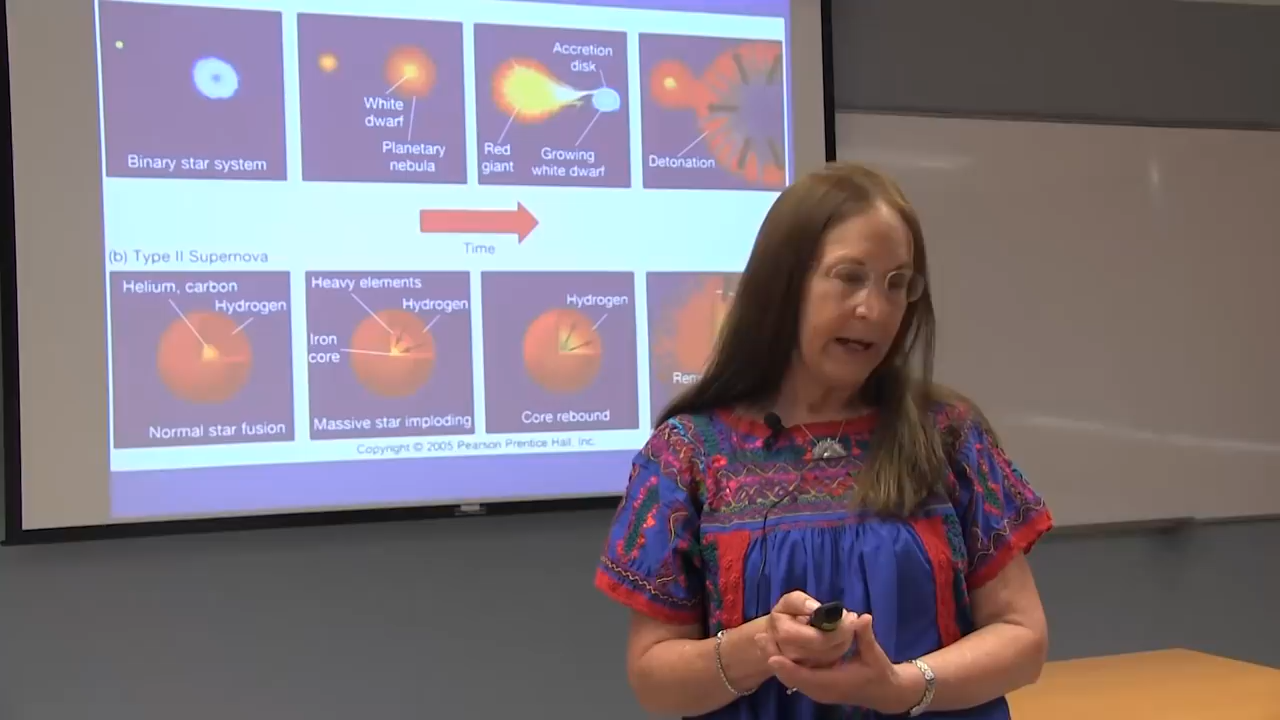 Binary star system
White
dwarf
Planetary
nebula
Accretion
disk
Red
giant
Growing
white dwarf
Detonation
Time
(b) Type II Supernova
Helium, carbon
Hydrogen
Normal star fusion
Heavy elements
Hydrogen
Iron
core
Massive star imploding
Hydrogen
Core rebound
Copyright © 2005 Pearson Prentice Hall, Inc.